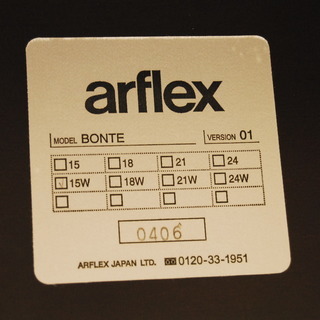 arflex
MODEL BONTE VERSION 01
15 18 21 24
15W 18W 21W 24W
0406
ARFLEX JAPAN LTD. 0120-33-1951